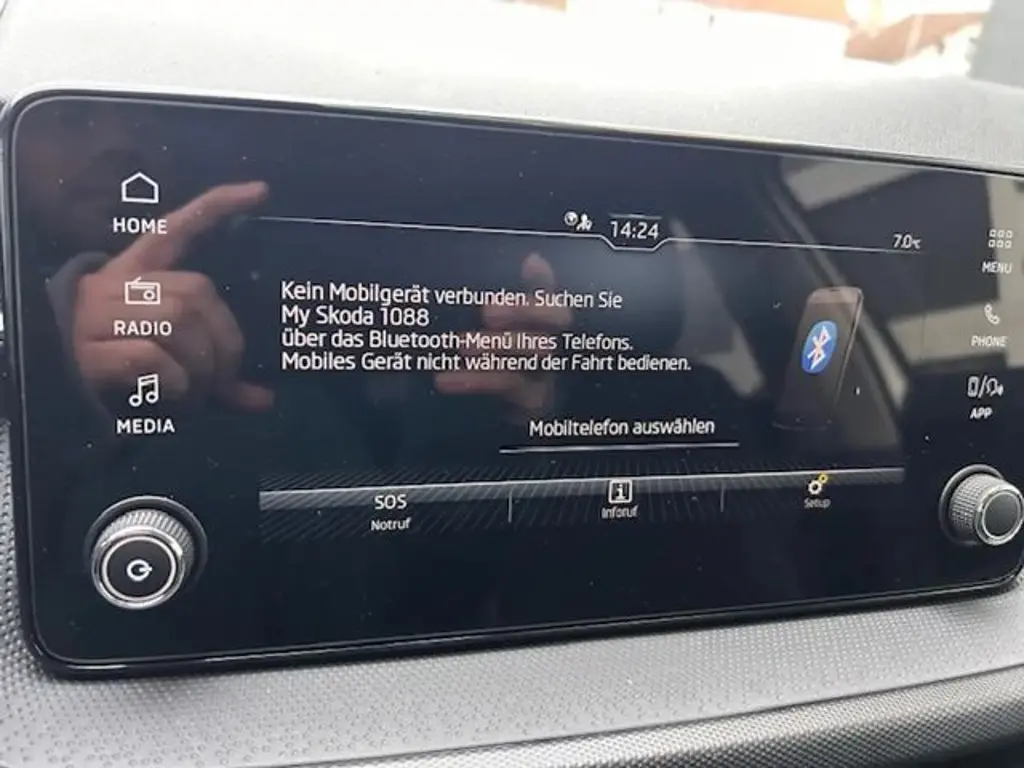 HOME
14:24
7.0°C
MENU
RADIO
Kein Mobilgerät verbunden. Suchen Sie
My Skoda 1088
über das Bluetooth-Menü Ihres Telefons.
Mobiles Gerät nicht während der Fahrt bedienen.
PHONE
MEDIA
APP
Mobiltelefon auswählen
SOS
Notruf
Inforuf
Setup